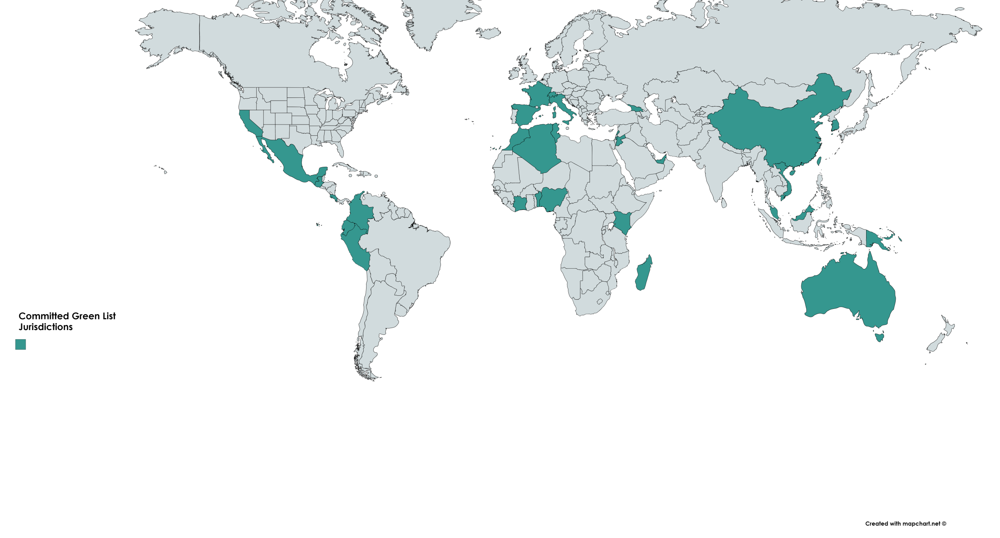 Committed Green List
Jurisdictions
Created with mapchart.net ©